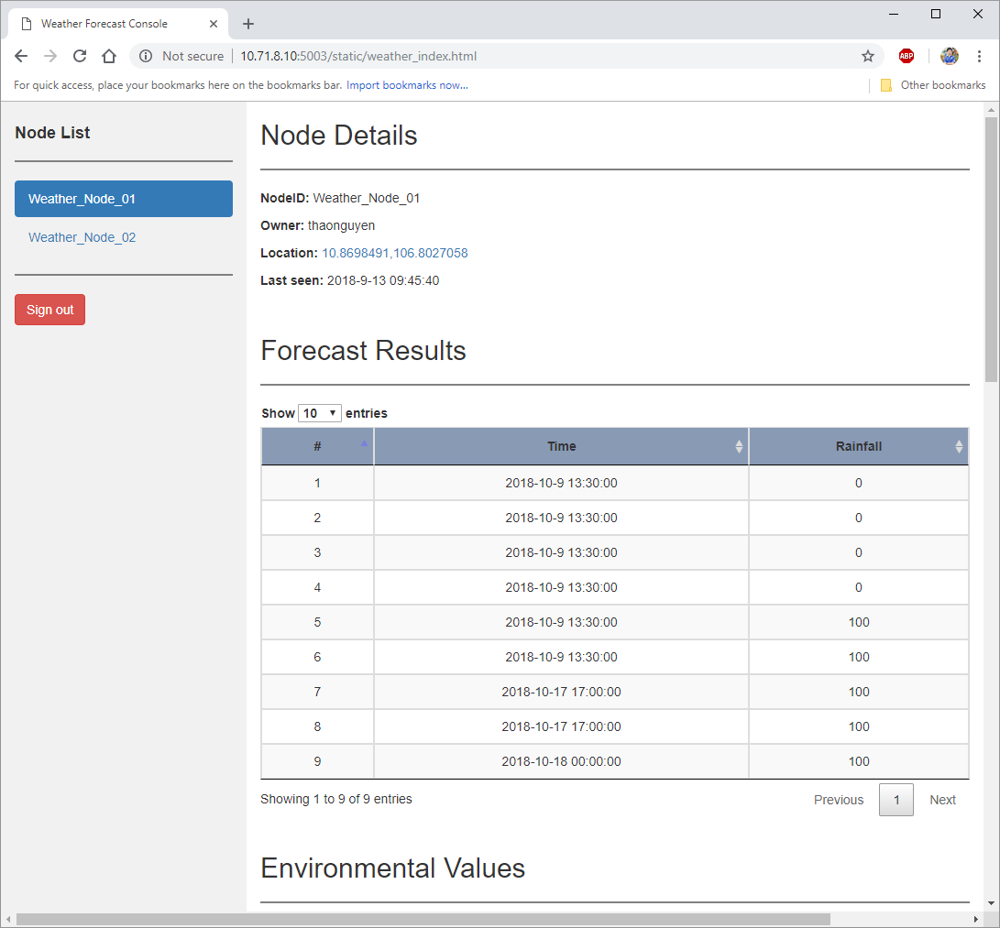 Weather Forecast Console
Not secure 10.71.8.10:5003/static/weather_index.html
ABP
For quick access, place your bookmarks here on the bookmarks bar. Import bookmarks now...
Other bookmarks
Node List
Weather_Node_01
Weather_Node_02
Sign out
Node Details
NodeID: Weather_Node_01
Owner: thaonguyen
Location: 10.8698491,106.8027058
Last seen: 2018-9-13 09:45:40
Forecast Results
Show 10 entries
# Time Rainfall
1 2018-10-9 13:30:00 0
2 2018-10-9 13:30:00 0
3 2018-10-9 13:30:00 0
4 2018-10-9 13:30:00 0
5 2018-10-9 13:30:00 100
6 2018-10-9 13:30:00 100
7 2018-10-17 17:00:00 100
8 2018-10-17 17:00:00 100
9 2018-10-18 00:00:00 100
Showing 1 to 9 of 9 entries
Previous 1 Next
Environmental Values